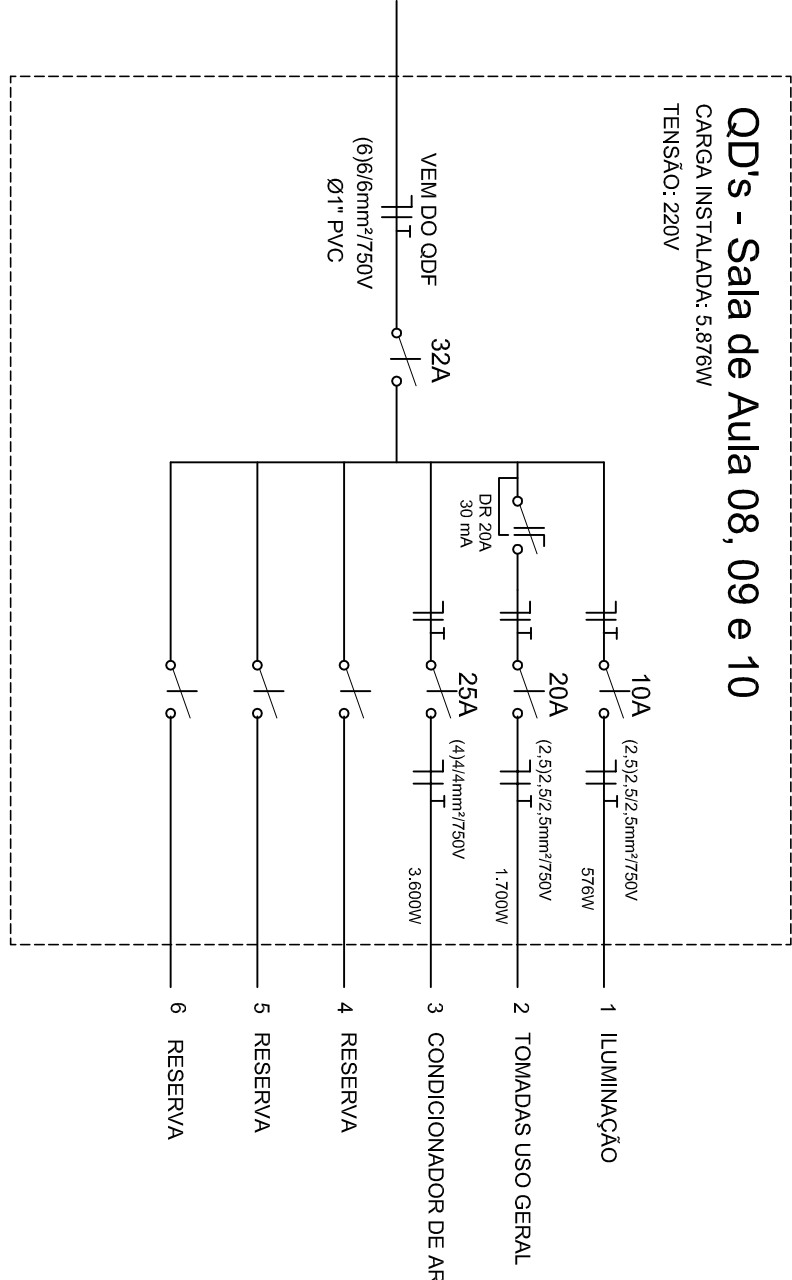 QD's - Sala de Aula 08, 09 e 10
CARGA INSTALADA: 5.876W
TENSÃO: 220V
VEM DO QDF
(6)6/6mm²/750V
Ø1" PVC
32A
10A
(2,5)2,5/2,5mm²/750V
576W
1 ILUMINAÇÃO
DR 20A
30 mA
20A
(2,5)2,5/2,5mm²/750V
1.700W
2 TOMADAS USO GERAL
25A
(4)4/4mm²/750V
3.600W
3 CONDICIONADOR DE AR
4 RESERVA
5 RESERVA
6 RESERVA